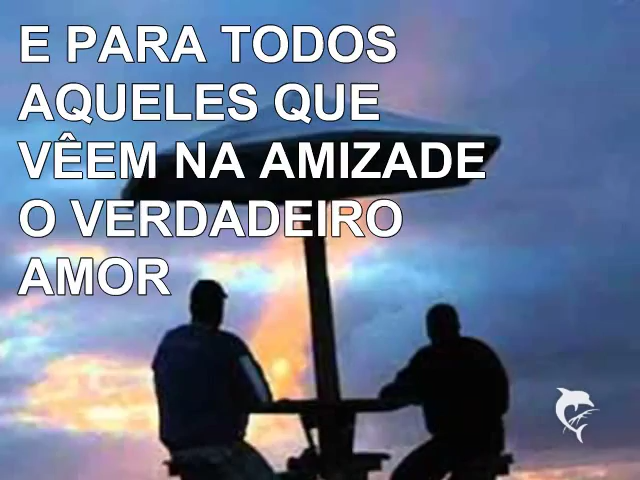 E PARA TODOS
AQUELES QUE
VÊEM NA AMIZADE
O VERDADEIRO
AMOR